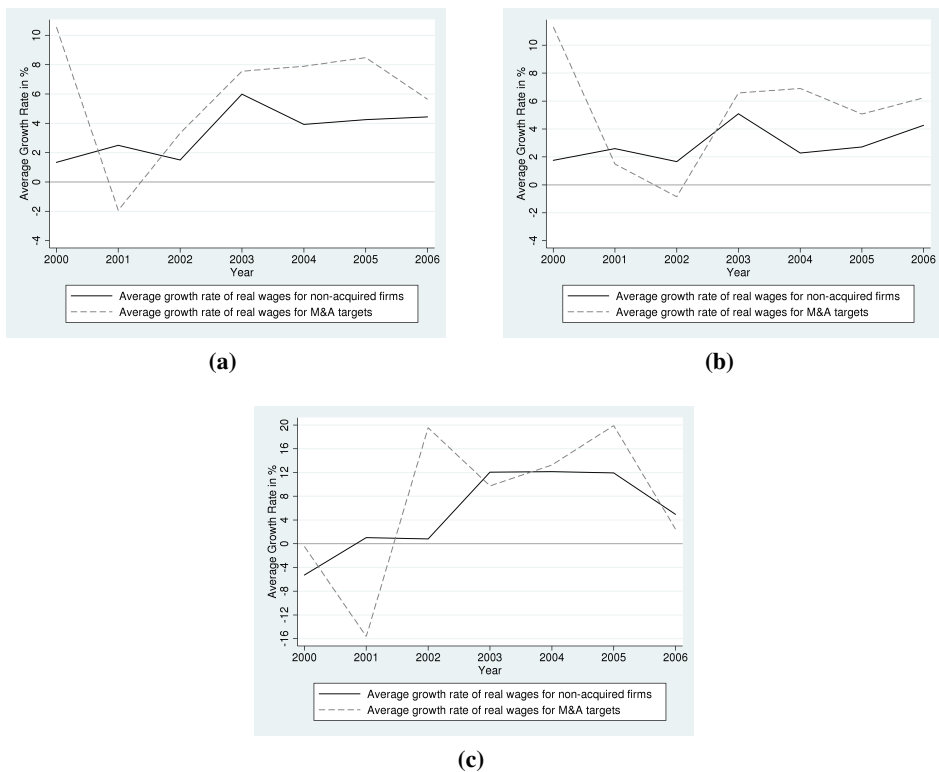 Average Growth Rate in %
10
8
6
4
2
0
-2
-4
2000 2001 2002 2003 2004 2005 2006
Year
Average growth rate of real wages for non-acquired firms
Average growth rate of real wages for M&A targets
(a)
Average Growth Rate in %
10
8
6
4
2
0
-2
-4
2000 2001 2002 2003 2004 2005 2006
Year
Average growth rate of real wages for non-acquired firms
Average growth rate of real wages for M&A targets
(b)
Average Growth Rate in %
20
16
12
8
4
0
-4
-8
-12
-16
2000 2001 2002 2003 2004 2005 2006
Year
Average growth rate of real wages for non-acquired firms
Average growth rate of real wages for M&A targets
(c)